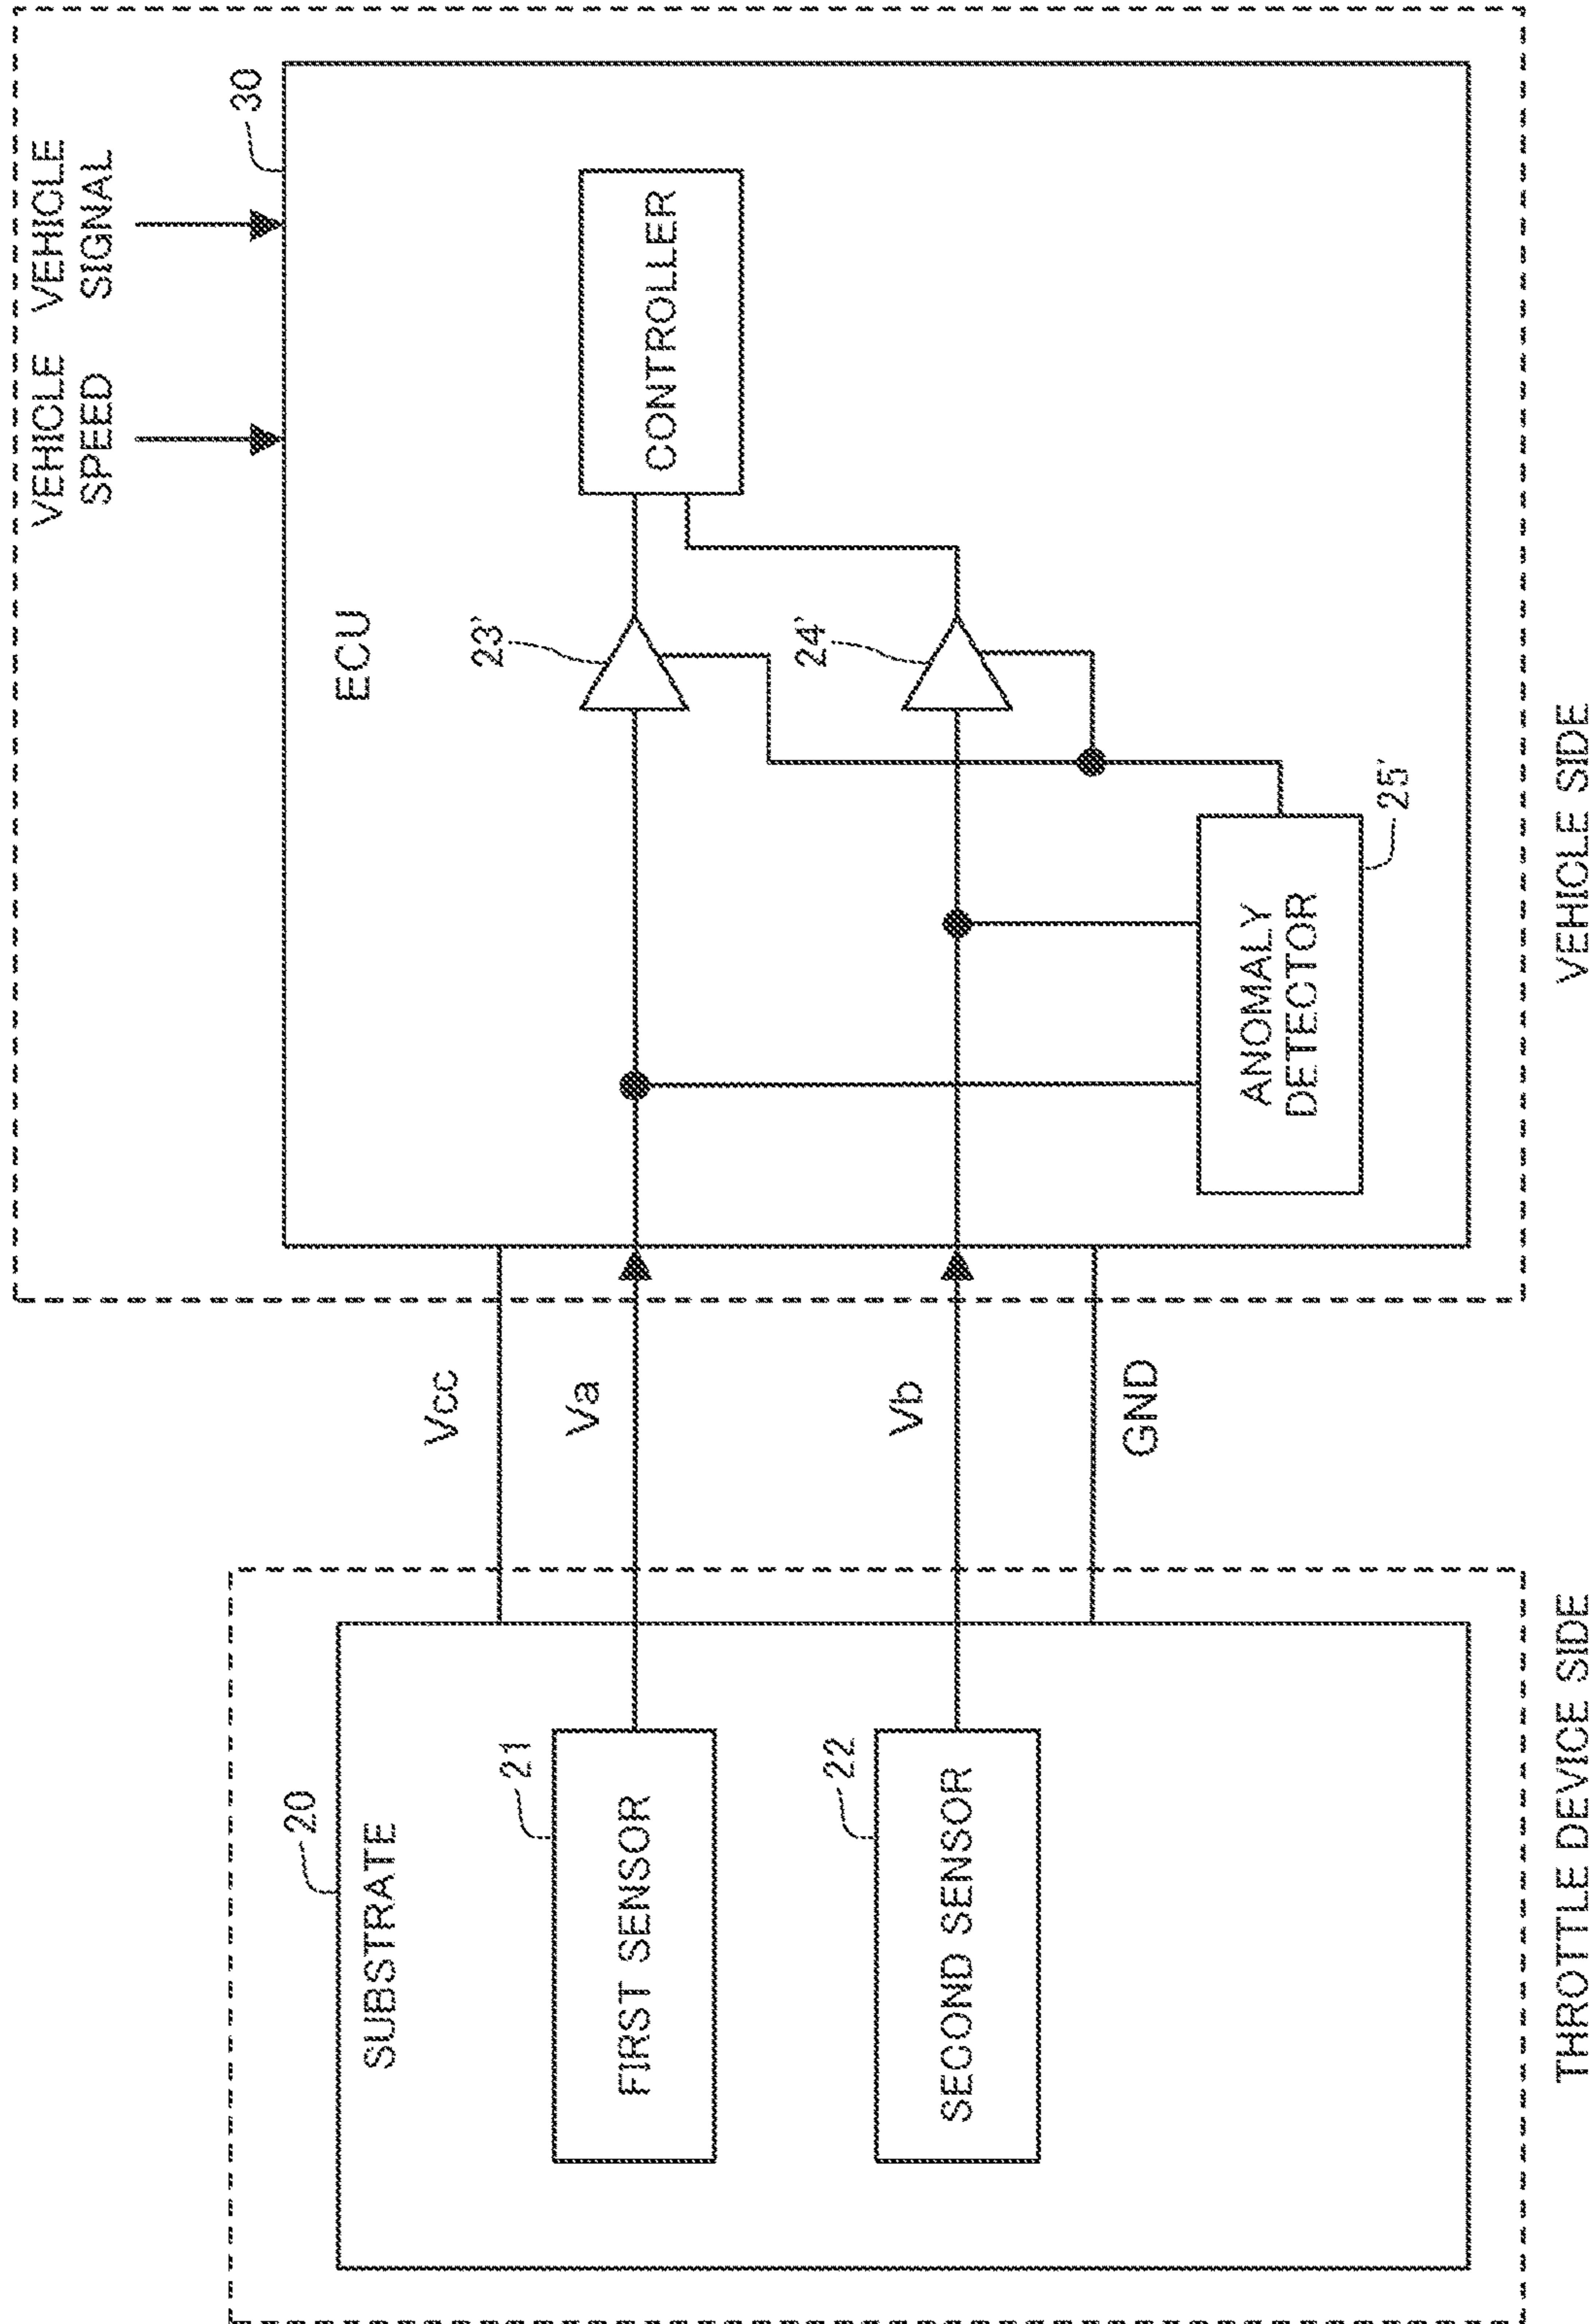 VEHICLE
SPEED
VEHICLE
SIGNAL
30
ECU
CONTROLLER
23'
24'
ANOMALY
DETECTOR
25'
Vcc
Va
Vb
GND
20
SUBSTRATE
21
FIRST SENSOR
22
SECOND SENSOR
THROTTLE DEVICE SIDE
VEHICLE SIDE